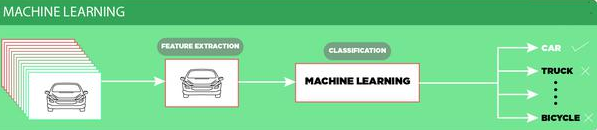 MACHINE LEARNING
FEATURE EXTRACTION
CLASSIFICATION
MACHINE LEARNING
CAR
TRUCK
BICYCLE